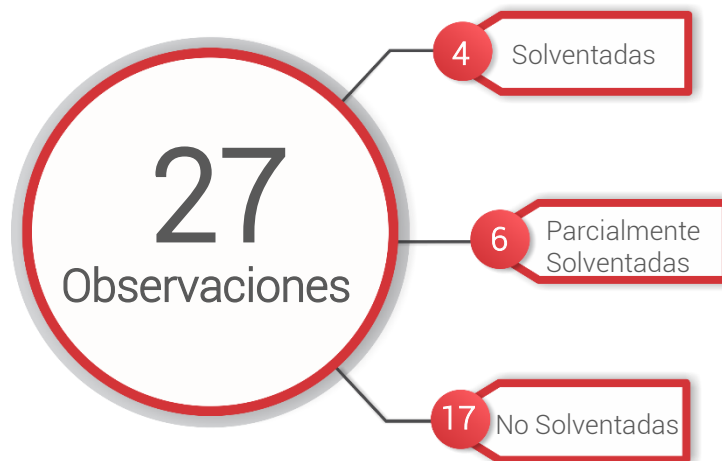 27
Observaciones
4
Solventadas
6
Parcialmente
Solventadas
17
No Solventadas